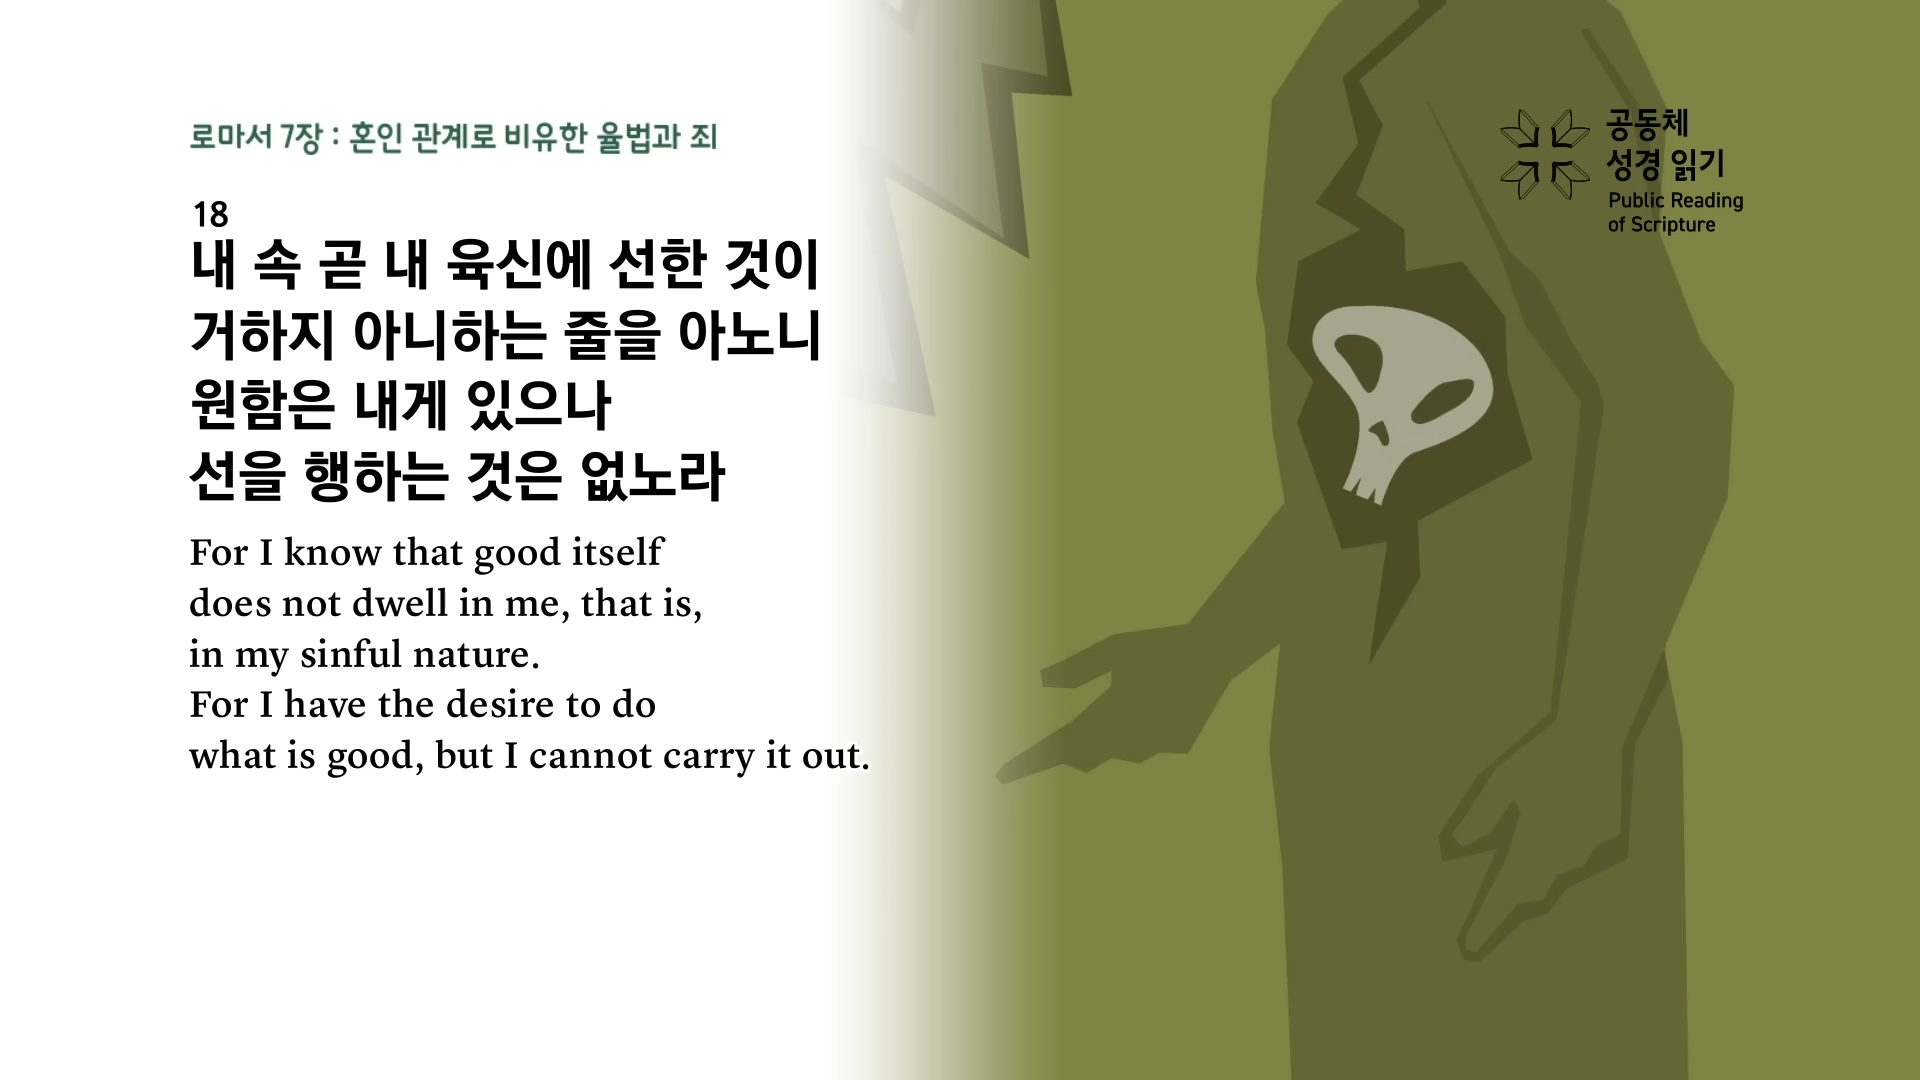 로마서 7장 : 혼인 관계로 비유한 율법과 죄
18
내 속 곧 내 육신에 선한 것이
거하지 아니하는 줄을 아노니
원함은 내게 있으나
선을 행하는 것은 없노라
For I know that good itself
does not dwell in me, that is,
in my sinful nature.
For I have the desire to do
what is good, but I cannot carry it out.
공동체
성경 읽기
Public Reading
of Scripture